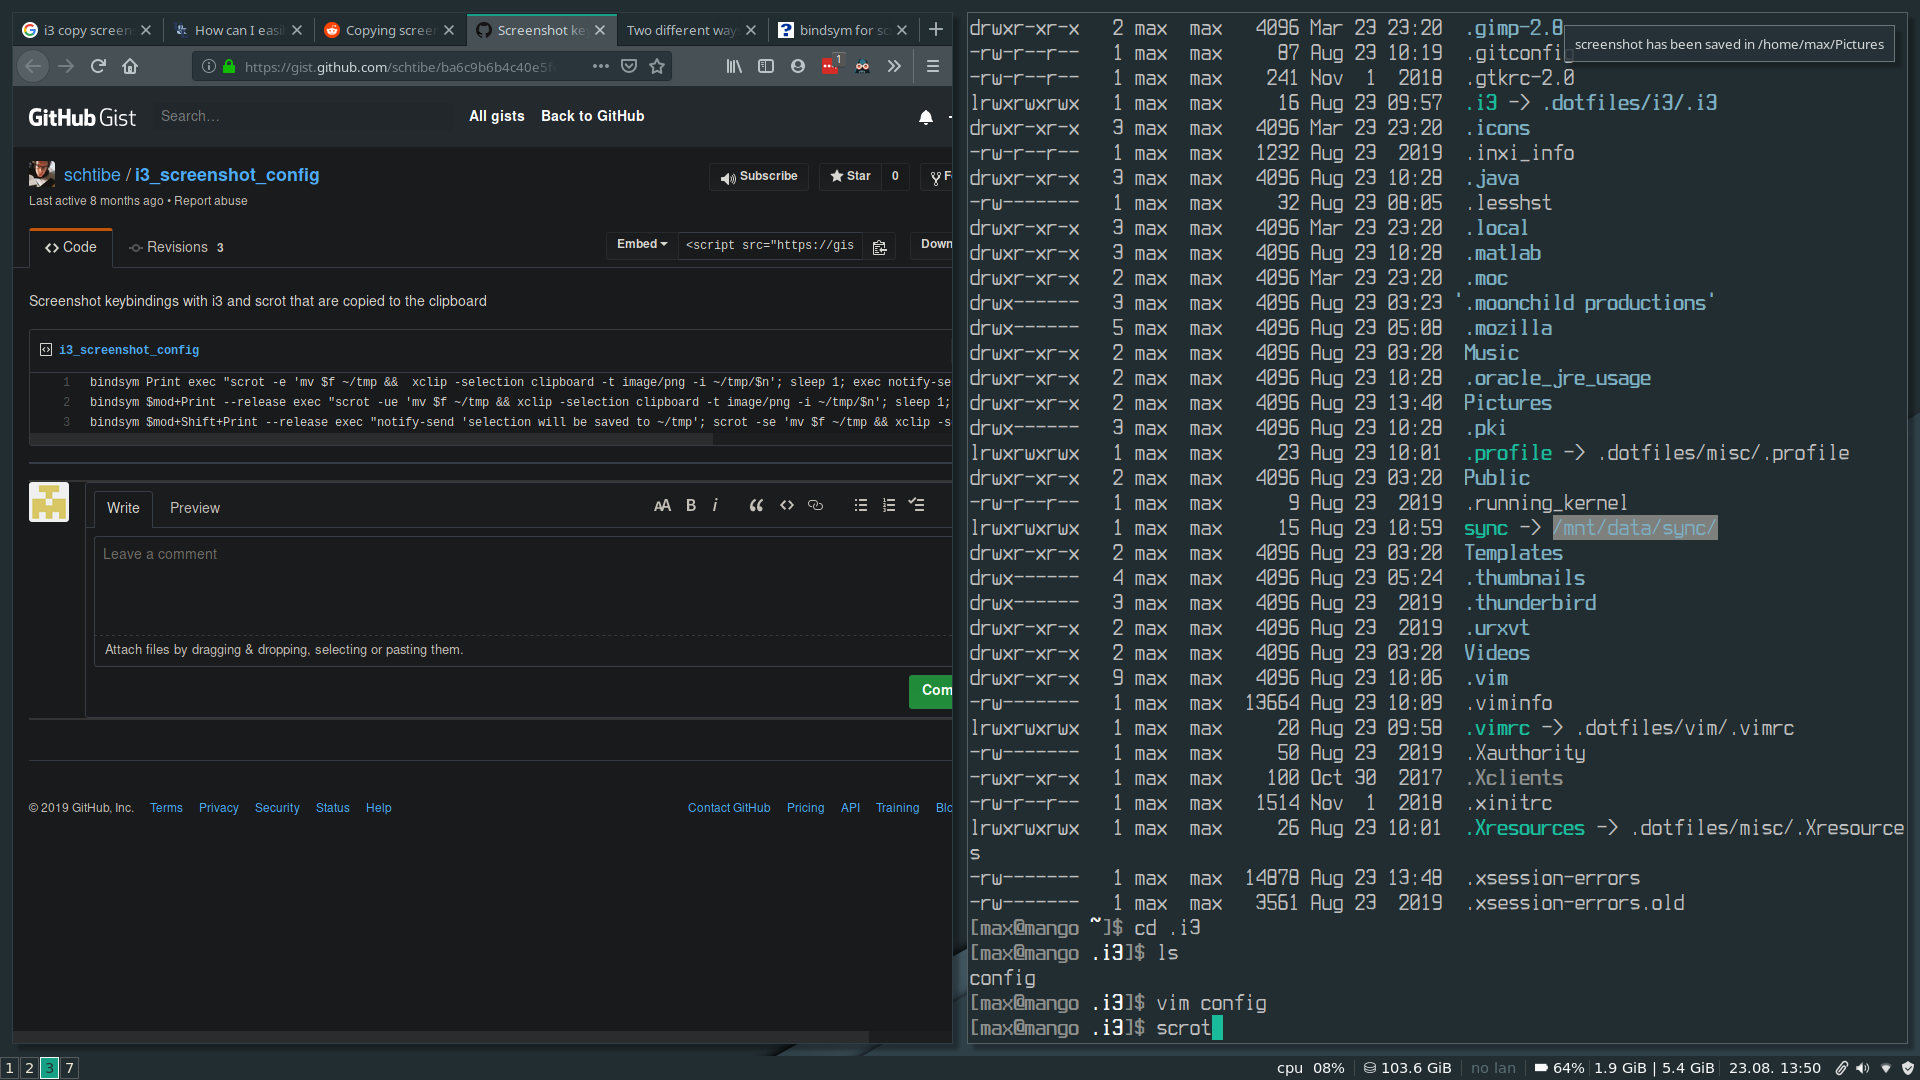 i3 copy screen
How can I easil
Copying screen
Screenshot ke
Two different way
bindsym for sc
https://gist.github.com/schtibe/ba6c9b6b4c40e5f
1
GitHub Gist
Search…
All gists
Back to GitHub
schtibe / i3_screenshot_config
Subscribe
Star
0
Last active 8 months ago • Report abuse
Code
Revisions 3
Embed
<script src="https://gis
Down
Screenshot keybindings with i3 and scrot that are copied to the clipboard
i3_screenshot_config
1 bindsym Print exec "scrot -e 'mv $f ~/tmp &&  xclip -selection clipboard -t image/png -i ~/tmp/$n'; sleep 1; exec notify-se
2 bindsym $mod+Print --release exec "scrot -ue 'mv $f ~/tmp && xclip -selection clipboard -t image/png -i ~/tmp/$n'; sleep 1;
3 bindsym $mod+Shift+Print --release exec "notify-send 'selection will be saved to ~/tmp'; scrot -se 'mv $f ~/tmp && xclip -s
Write
Preview
Leave a comment
Attach files by dragging & dropping, selecting or pasting them.
Com
© 2019 GitHub, Inc. Terms Privacy Security Status Help
Contact GitHub Pricing API Training Blo
screenshot has been saved in /home/max/Pictures
drwxr-xr-x 2 max max 4096 Mar 23 23:20 .gimp-2.8
-rw-r--r-- 1 max max 87 Aug 23 10:19 .gitconfig
-rw-r--r-- 1 max max 241 Nov 1 2018 .gtkrc-2.0
lrwxrwxrwx 1 max max 16 Aug 23 09:57 .i3 -> .dotfiles/i3/.i3
drwxr-xr-x 3 max max 4096 Mar 23 23:20 .icons
-rw-r--r-- 1 max max 1232 Aug 23 2019 .inxi_info
drwxr-xr-x 3 max max 4096 Aug 23 10:28 .java
-rw------- 1 max max 32 Aug 23 08:05 .lesshst
drwxr-xr-x 3 max max 4096 Mar 23 23:20 .local
drwxr-xr-x 3 max max 4096 Aug 23 10:28 .matlab
drwxr-xr-x 2 max max 4096 Mar 23 23:20 .moc
drwx------ 3 max max 4096 Aug 23 03:23 '.moonchild productions'
drwx------ 5 max max 4096 Aug 23 05:08 .mozilla
drwxr-xr-x 2 max max 4096 Aug 23 03:20 Music
drwxr-xr-x 2 max max 4096 Aug 23 10:28 .oracle_jre_usage
drwxr-xr-x 2 max max 4096 Aug 23 13:40 Pictures
drwx------ 3 max max 4096 Aug 23 10:28 .pki
lrwxrwxrwx 1 max max 23 Aug 23 10:01 .profile -> .dotfiles/misc/.profile
drwxr-xr-x 2 max max 4096 Aug 23 03:20 Public
-rw-r--r-- 1 max max 9 Aug 23 2019 .running_kernel
lrwxrwxrwx 1 max max 15 Aug 23 10:59 sync -> /mnt/data/sync/
drwxr-xr-x 2 max max 4096 Aug 23 03:20 Templates
drwx------ 4 max max 4096 Aug 23 05:24 .thumbnails
drwx------ 3 max max 4096 Aug 23 2019 .thunderbird
drwxr-xr-x 2 max max 4096 Aug 23 2019 .urxvt
drwxr-xr-x 2 max max 4096 Aug 23 03:20 Videos
drwxr-xr-x 9 max max 4096 Aug 23 10:06 .vim
-rw------- 1 max max 13664 Aug 23 10:09 .viminfo
lrwxrwxrwx 1 max max 20 Aug 23 09:58 .vimrc -> .dotfiles/vim/.vimrc
-rw------- 1 max max 50 Aug 23 2019 .Xauthority
-rwxr-xr-x 1 max max 100 Oct 30 2017 .Xclients
-rw-r--r-- 1 max max 1514 Nov 1 2018 .xinitrc
lrwxrwxrwx 1 max max 26 Aug 23 10:01 .Xresources -> .dotfiles/misc/.Xresource
s
-rw------- 1 max max 14878 Aug 23 13:48 .xsession-errors
-rw------- 1 max max 3561 Aug 23 2019 .xsession-errors.old
[max@mango ~]$ cd .i3
[max@mango .i3]$ ls
config
[max@mango .i3]$ vim config
[max@mango .i3]$ scrot
1 2 3 7
cpu 08% 103.6 GiB no lan 64% 1.9 GiB | 5.4 GiB 23.08. 13:50